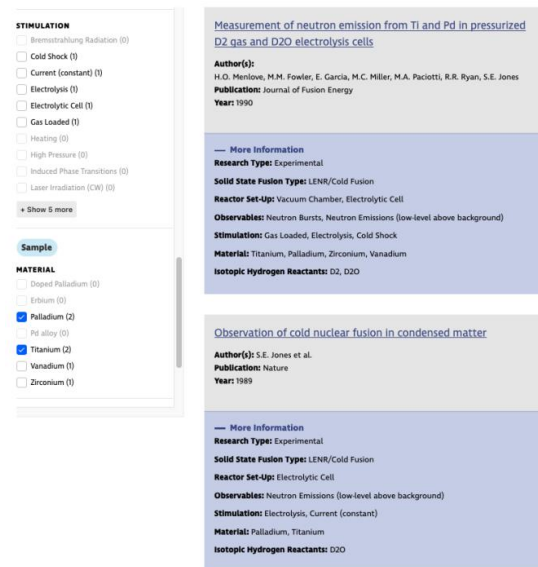 STIMULATION
Bremsstrahlung Radiation (0)
Cold Shock (1)
Current (constant) (1)
Electrolysis (1)
Electrolytic Cell (1)
Gas Loaded (1)
Heating (0)
High Pressure (0)
Induced Phase Transitions (0)
Laser Irradiation (CW) (0)
+ Show 5 more
Sample
MATERIAL
Doped Palladium (0)
Erbium (0)
Palladium (2)
Pd alloy (0)
Titanium (2)
Vanadium (1)
Zirconium (1)
Measurement of neutron emission from Ti and Pd in pressurized
D2 gas and D2O electrolysis cells
Author(s):
H.O. Menlove, M.M. Fowler, E. Garcia, M.C. Miller, M.A. Paciotti, R.R. Ryan, S.E. Jones
Publication: Journal of Fusion Energy
Year: 1990
— More Information
Research Type: Experimental
Solid State Fusion Type: LENR/Cold Fusion
Reactor Set-Up: Vacuum Chamber, Electrolytic Cell
Observables: Neutron Bursts, Neutron Emissions (low-level above background)
Stimulation: Gas Loaded, Electrolysis, Cold Shock
Material: Titanium, Palladium, Zirconium, Vanadium
Isotopic Hydrogen Reactants: D2, D2O
Observation of cold nuclear fusion in condensed matter
Author(s): S.E. Jones et al.
Publication: Nature
Year: 1989
— More Information
Research Type: Experimental
Solid State Fusion Type: LENR/Cold Fusion
Reactor Set-Up: Electrolytic Cell
Observables: Neutron Emissions (low-level above background)
Stimulation: Electrolysis, Current (constant)
Material: Palladium, Titanium
Isotopic Hydrogen Reactants: D2O